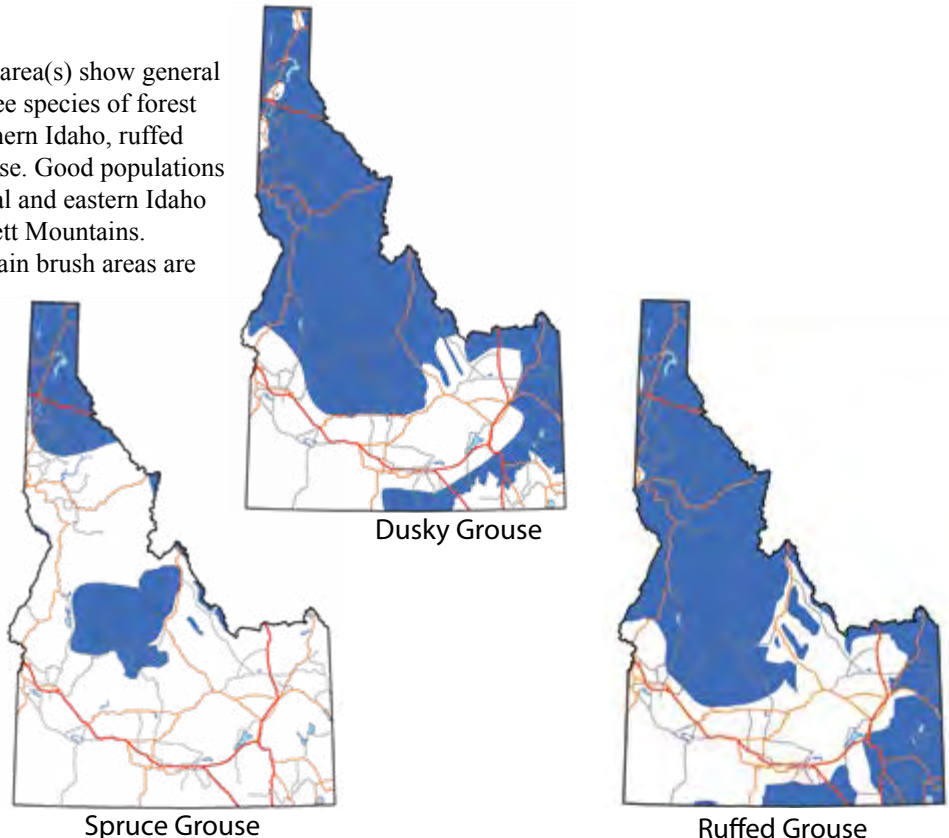 area(s) show general
ee species of forest
hern Idaho, ruffed
se. Good populations
al and eastern Idaho
ett Mountains.
ain brush areas are
Dusky Grouse
Spruce Grouse
Ruffed Grouse